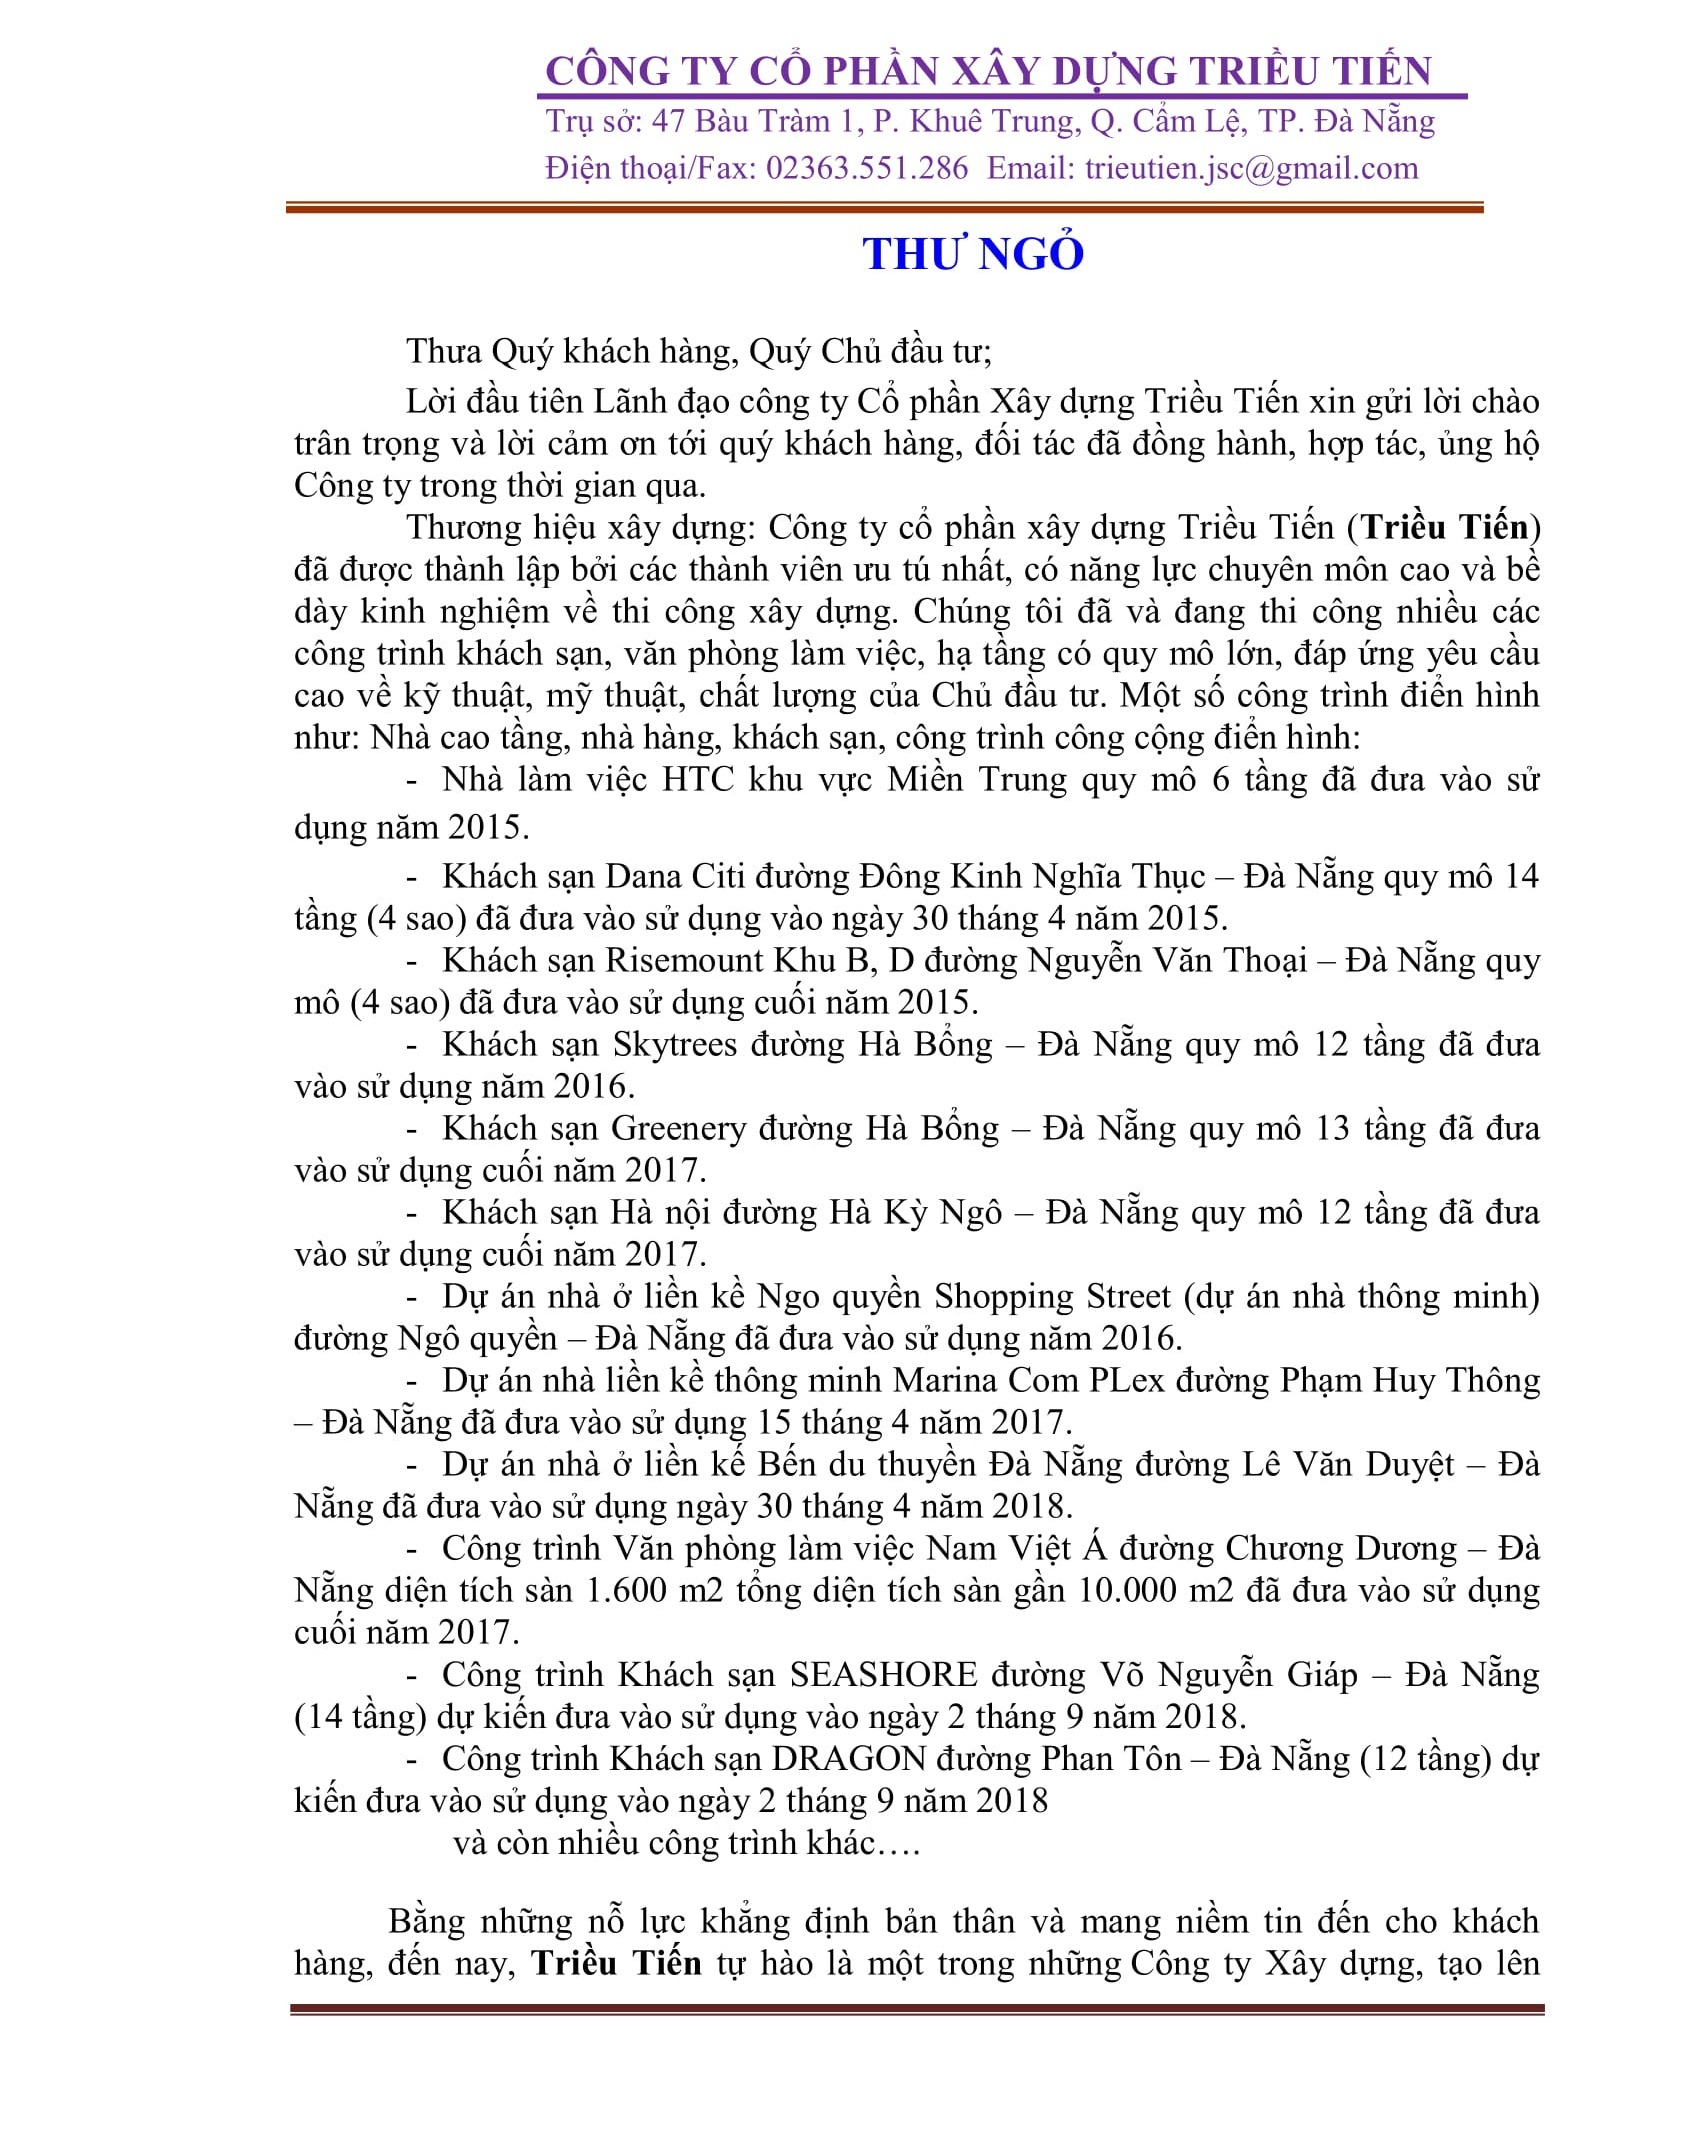 CÔNG TY CỔ PHẦN XÂY DỰNG TRIỀU TIẾN
Trụ sở: 47 Bàu Tràm 1, P. Khuê Trung, Q. Cẩm Lệ, TP. Đà Nẵng
Điện thoại/Fax: 02363.551.286 Email: trieutien.jsc@gmail.com
THƯ NGỎ
Thưa Quý khách hàng, Quý Chủ đầu tư;
Lời đầu tiên Lãnh đạo công ty Cổ phần Xây dựng Triều Tiến xin gửi lời chào
trân trọng và lời cảm ơn tới quý khách hàng, đối tác đã đồng hành, hợp tác, ủng hộ
Công ty trong thời gian qua.
Thương hiệu xây dựng: Công ty cổ phần xây dựng Triều Tiến (Triều Tiến)
đã được thành lập bởi các thành viên ưu tú nhất, có năng lực chuyên môn cao và bề
dày kinh nghiệm về thi công xây dựng. Chúng tôi đã và đang thi công nhiều các
công trình khách sạn, văn phòng làm việc, hạ tầng có quy mô lớn, đáp ứng yêu cầu
cao về kỹ thuật, mỹ thuật, chất lượng của Chủ đầu tư. Một số công trình điển hình
như: Nhà cao tầng, nhà hàng, khách sạn, công trình công cộng điển hình:
- Nhà làm việc HTC khu vực Miền Trung quy mô 6 tầng đã đưa vào sử
dụng năm 2015.
- Khách sạn Dana Citi đường Đông Kinh Nghĩa Thục – Đà Nẵng quy mô 14
tầng (4 sao) đã đưa vào sử dụng vào ngày 30 tháng 4 năm 2015.
- Khách sạn Risemount Khu B, D đường Nguyễn Văn Thoại – Đà Nẵng quy
mô (4 sao) đã đưa vào sử dụng cuối năm 2015.
- Khách sạn Skytrees đường Hà Bổng – Đà Nẵng quy mô 12 tầng đã đưa
vào sử dụng năm 2016.
- Khách sạn Greenery đường Hà Bổng – Đà Nẵng quy mô 13 tầng đã đưa
vào sử dụng cuối năm 2017.
- Khách sạn Hà nội đường Hà Kỳ Ngô – Đà Nẵng quy mô 12 tầng đã đưa
vào sử dụng cuối năm 2017.
- Dự án nhà ở liền kề Ngo quyền Shopping Street (dự án nhà thông minh)
đường Ngô quyền – Đà Nẵng đã đưa vào sử dụng năm 2016.
- Dự án nhà liền kề thông minh Marina Com PLex đường Phạm Huy Thông
– Đà Nẵng đã đưa vào sử dụng 15 tháng 4 năm 2017.
- Dự án nhà ở liền kế Bến du thuyền Đà Nẵng đường Lê Văn Duyệt – Đà
Nẵng đã đưa vào sử dụng ngày 30 tháng 4 năm 2018.
- Công trình Văn phòng làm việc Nam Việt Á đường Chương Dương – Đà
Nẵng diện tích sàn 1.600 m2 tổng diện tích sàn gần 10.000 m2 đã đưa vào sử dụng
cuối năm 2017.
- Công trình Khách sạn SEASHORE đường Võ Nguyễn Giáp – Đà Nẵng
(14 tầng) dự kiến đưa vào sử dụng vào ngày 2 tháng 9 năm 2018.
- Công trình Khách sạn DRAGON đường Phan Tôn – Đà Nẵng (12 tầng) dự
kiến đưa vào sử dụng vào ngày 2 tháng 9 năm 2018
và còn nhiều công trình khác….
Bằng những nỗ lực khẳng định bản thân và mang niềm tin đến cho khách
hàng, đến nay, Triều Tiến tự hào là một trong những Công ty Xây dựng, tạo lên